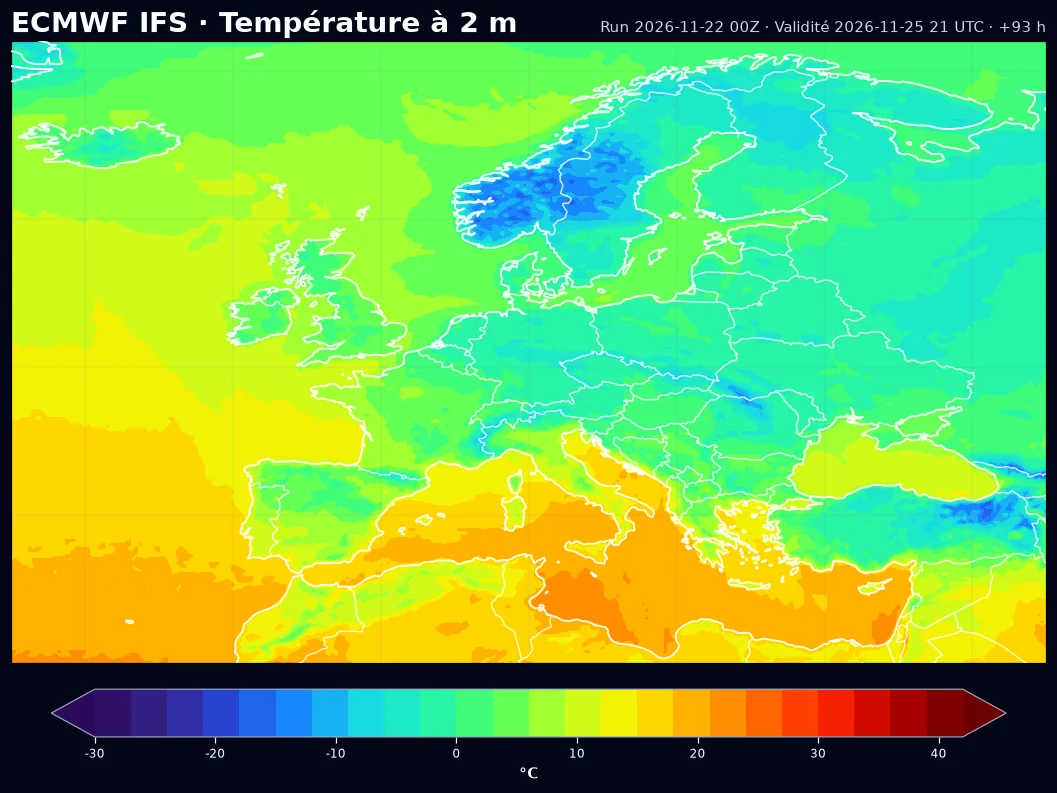 ECMWF IFS · Température à 2 m
Run 2026-11-22 00Z · Validité 2026-11-25 21 UTC · +93 h
-30 -20 -10 0 10 20 30 40
°C